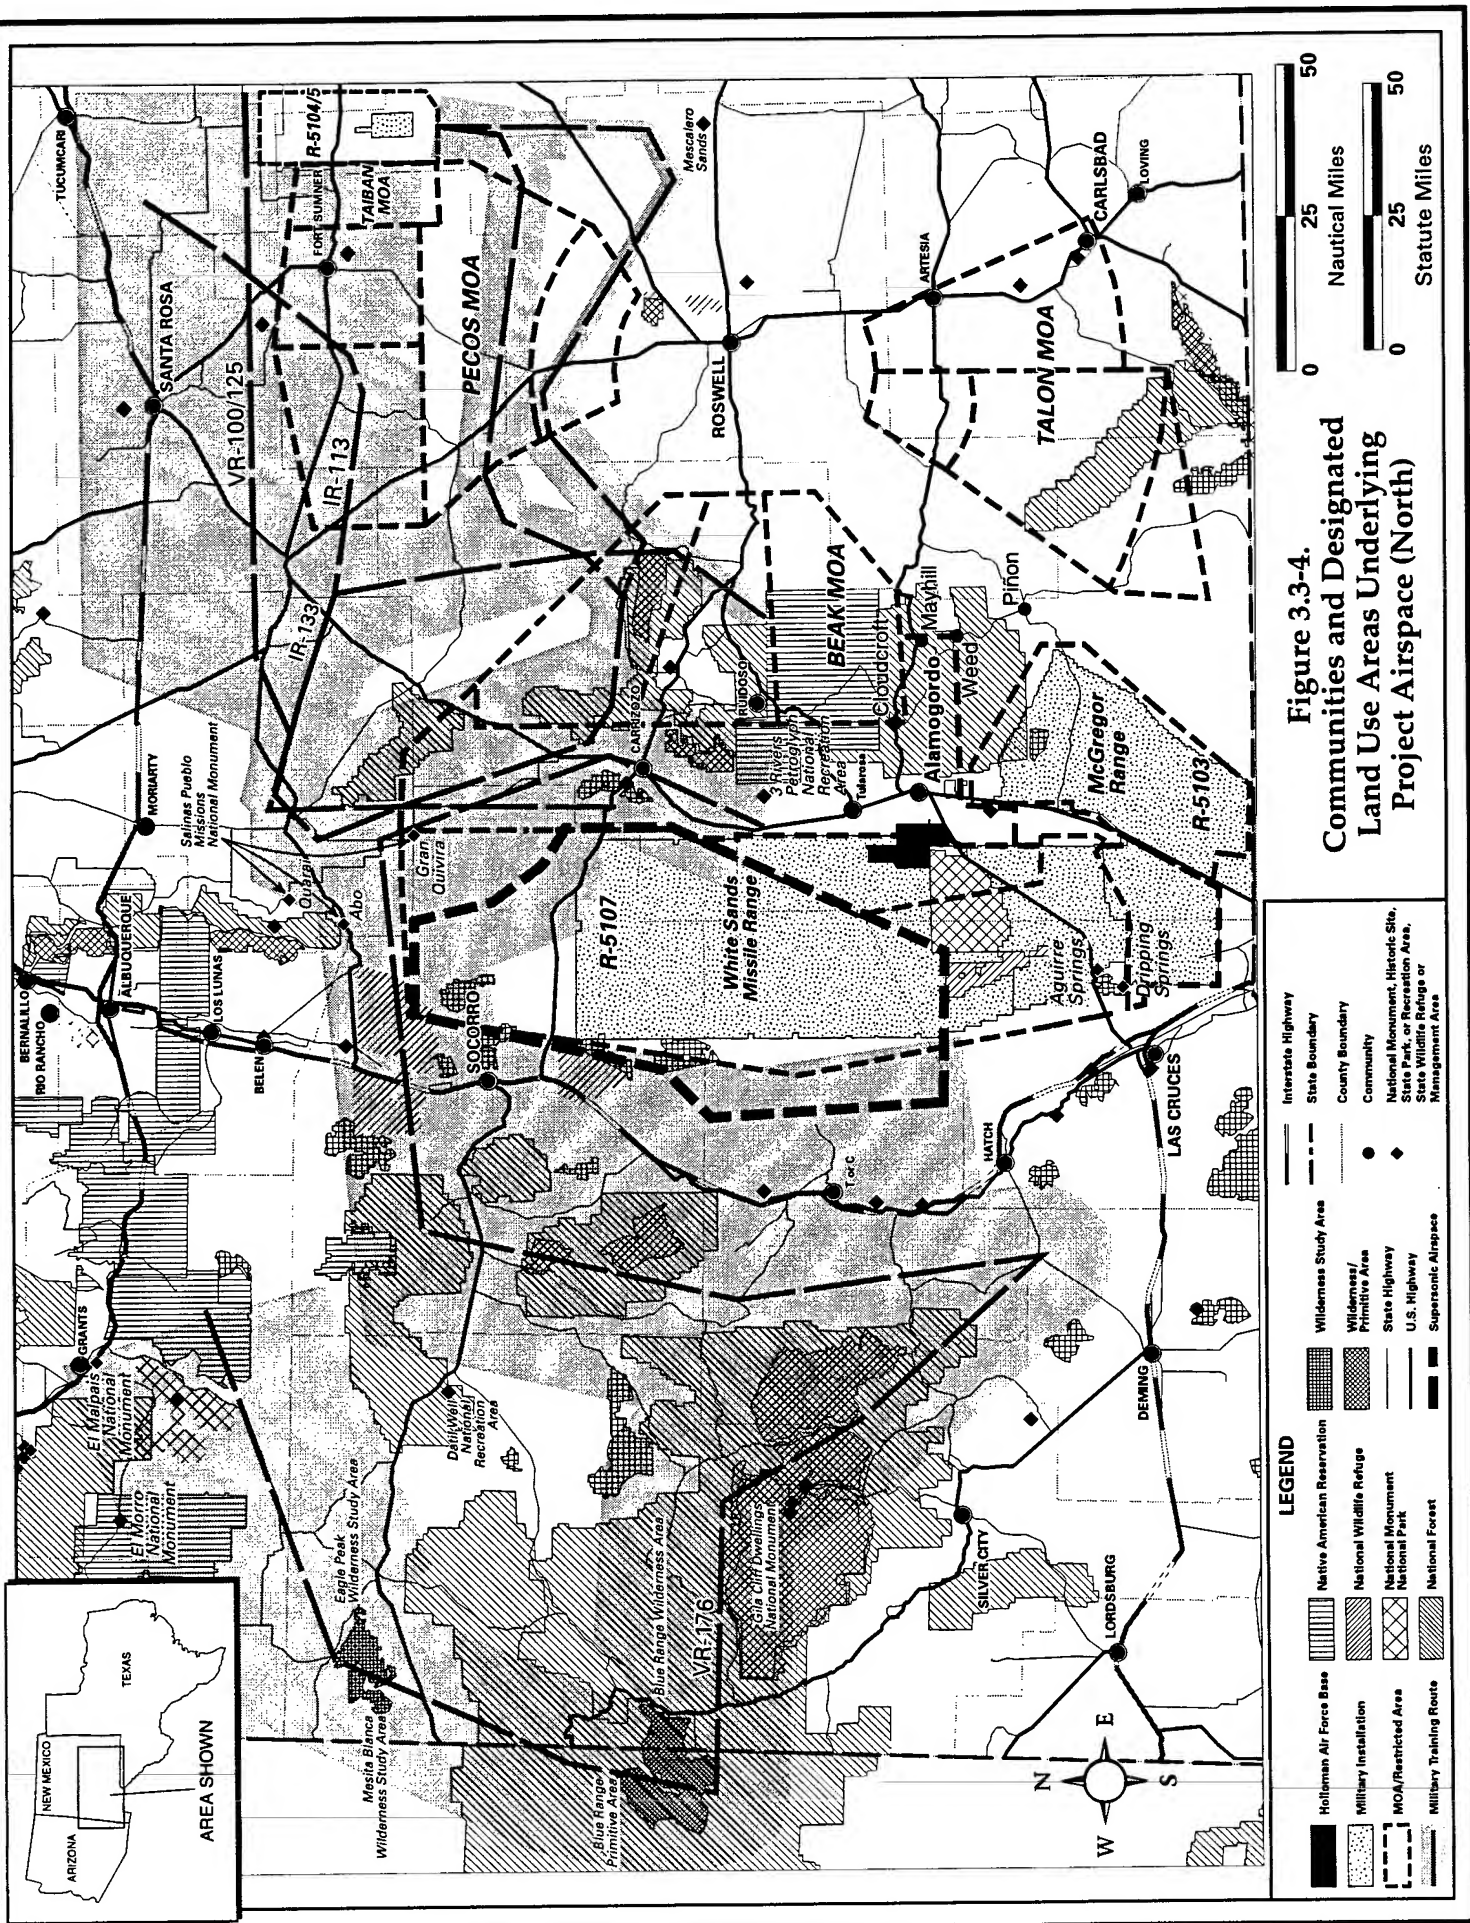 TUCUMCARI
SANTA ROSA
R-5104/5
FORT SUMNER
TAIBAN
MOA
VR-100/125
IR-113
IR-133
PECOS MOA
Mescalero
Sands
ROSWELL
ARTESIA
CARLSBAD
LOVING
TALON MOA
BERNALILLO
RIO RANCHO
ALBUQUERQUE
LOS LUNAS
BELEN
MORIARTY
Salinas Pueblo
Missions
National Monument
Quarai
Abo
Gran
Quivira
SOCORRO
R-5107
White Sands
Missile Range
CARRIZOZO
RUIDOSO
3 Rivers
Petroglyph
National
Recreation
Area
Tularosa
BEAK MOA
Cloudcroft
Mayhill
Alamogordo
Weed
Piñon
McGregor
Range
R-5103
Aguirre
Springs
Dripping
Springs
LAS CRUCES
HATCH
T or C
GRANTS
El Malpais
National
Monument
El Morro
National
Monument
Datil Well
National
Recreation
Area
Eagle Peak
Wilderness Study Area
Mesita Blanca
Wilderness Study Area
Blue Range Wilderness Area
Blue Range
Primitive Area
VR-176
Gila Cliff Dwellings
National Monument
SILVER CITY
LORDSBURG
DEMING
N
E
S
W
ARIZONA
NEW MEXICO
TEXAS
AREA SHOWN
LEGEND
Holloman Air Force Base
Military Installation
MOA/Restricted Area
Military Training Route
Native American Reservation
National Wildlife Refuge
National Monument
National Park
National Forest
Wilderness Study Area
Wilderness/
Primitive Area
State Highway
U.S. Highway
Supersonic Airspace
Interstate Highway
State Boundary
County Boundary
Community
National Monument, Historic Site,
State Park, or Recreation Area,
State Wildlife Refuge or
Management Area
Figure 3.3-4.
Communities and Designated
Land Use Areas Underlying
Project Airspace (North)
0 25 50
Nautical Miles
0 25 50
Statute Miles